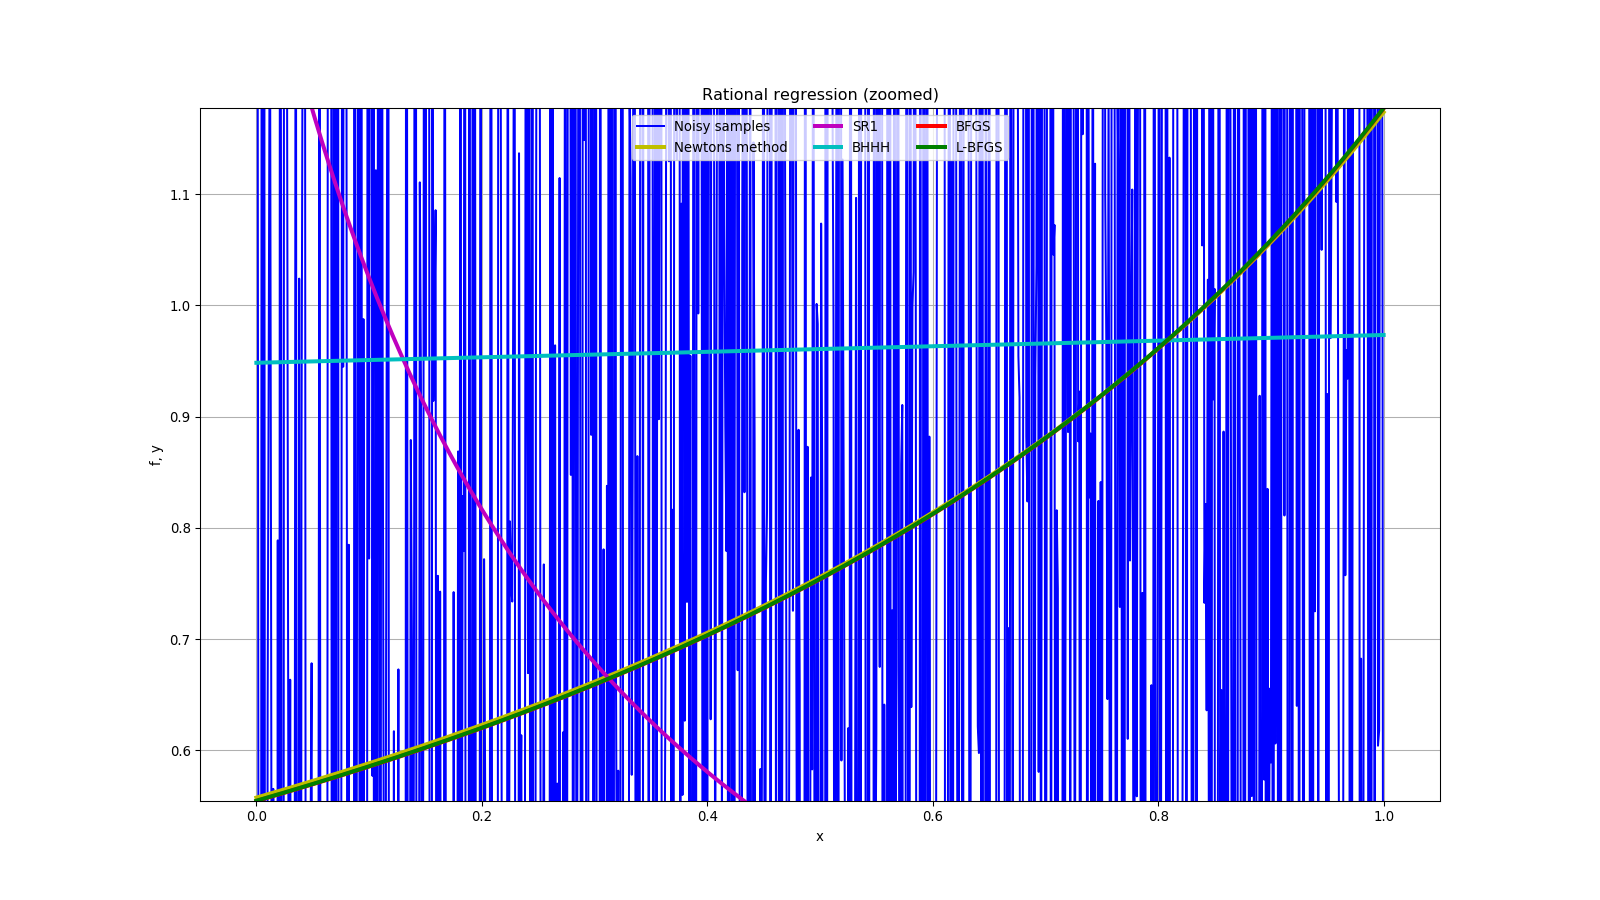 Rational regression (zoomed)
Noisy samples
Newtons method
SR1
BHHH
BFGS
L-BFGS
1.1
1.0
0.9
0.8
0.7
0.6
f, y
0.0 0.2 0.4 0.6 0.8 1.0
x